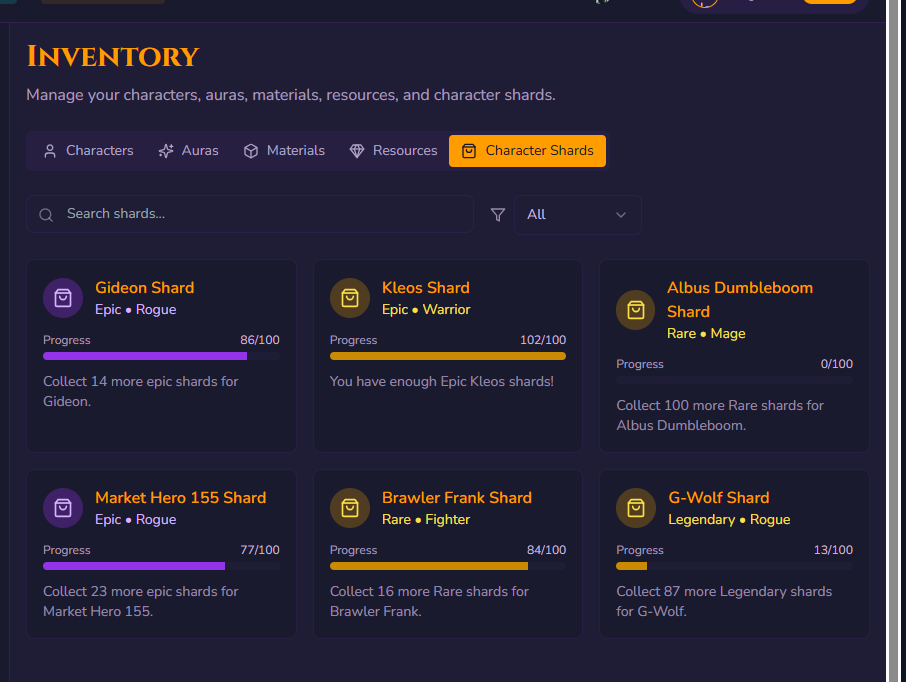 Inventory
Manage your characters, auras, materials, resources, and character shards.
Characters Auras Materials Resources Character Shards
Search shards... All
Gideon Shard
Epic • Rogue
Progress 86/100
Collect 14 more epic shards for
Gideon.
Kleos Shard
Epic • Warrior
Progress 102/100
You have enough Epic Kleos shards!
Albus Dumbleboom
Shard
Rare • Mage
Progress 0/100
Collect 100 more Rare shards for
Albus Dumbleboom.
Market Hero 155 Shard
Epic • Rogue
Progress 77/100
Collect 23 more epic shards for
Market Hero 155.
Brawler Frank Shard
Rare • Fighter
Progress 84/100
Collect 16 more Rare shards for
Brawler Frank.
G-Wolf Shard
Legendary • Rogue
Progress 13/100
Collect 87 more Legendary shards
for G-Wolf.